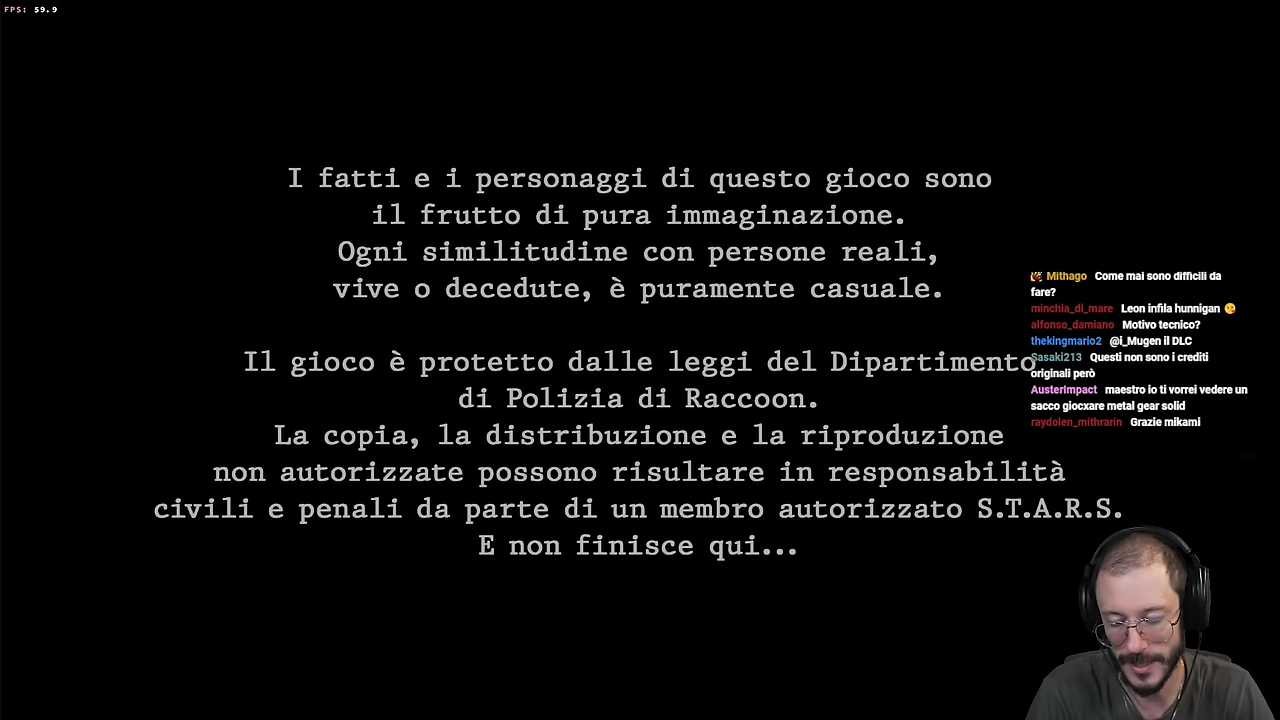 FPS: 59.9
I fatti e i personaggi di questo gioco sono
il frutto di pura immaginazione.
Ogni similitudine con persone reali,
vive o decedute, è puramente casuale.
Il gioco è protetto dalle leggi del Dipartimento
di Polizia di Raccoon.
La copia, la distribuzione e la riproduzione
non autorizzate possono risultare in responsabilità
civili e penali da parte di un membro autorizzato S.T.A.R.S.
E non finisce qui...
Mithago Come mai sono difficili da
fare?
minchia_di_mare Leon infila hunnigan 😘
alfonso_damiano Motivo tecnico?
thekingmario2 @i_Mugen il DLC
Sasaki213 Questi non sono i crediti
originali però
AusterImpact maestro io ti vorrei vedere un
sacco giocxare metal gear solid
raydolen_mithrarin Grazie mikami